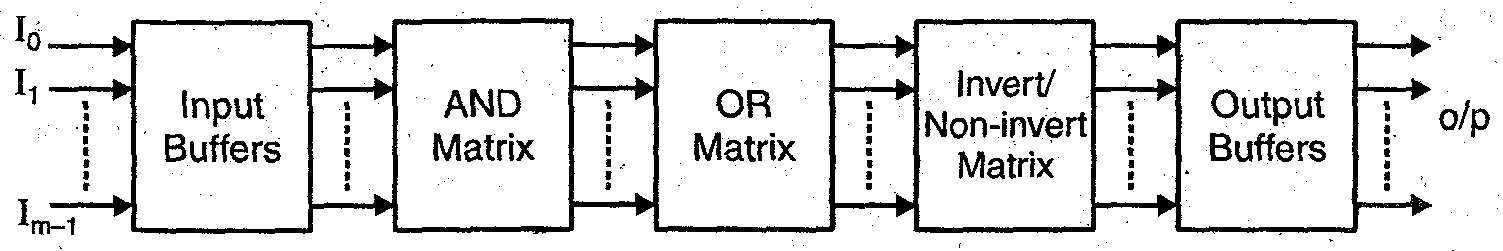 I0
I1
Im–1
Input
Buffers
AND
Matrix
OR
Matrix
Invert/
Non-invert
Matrix
Output
Buffers
o/p